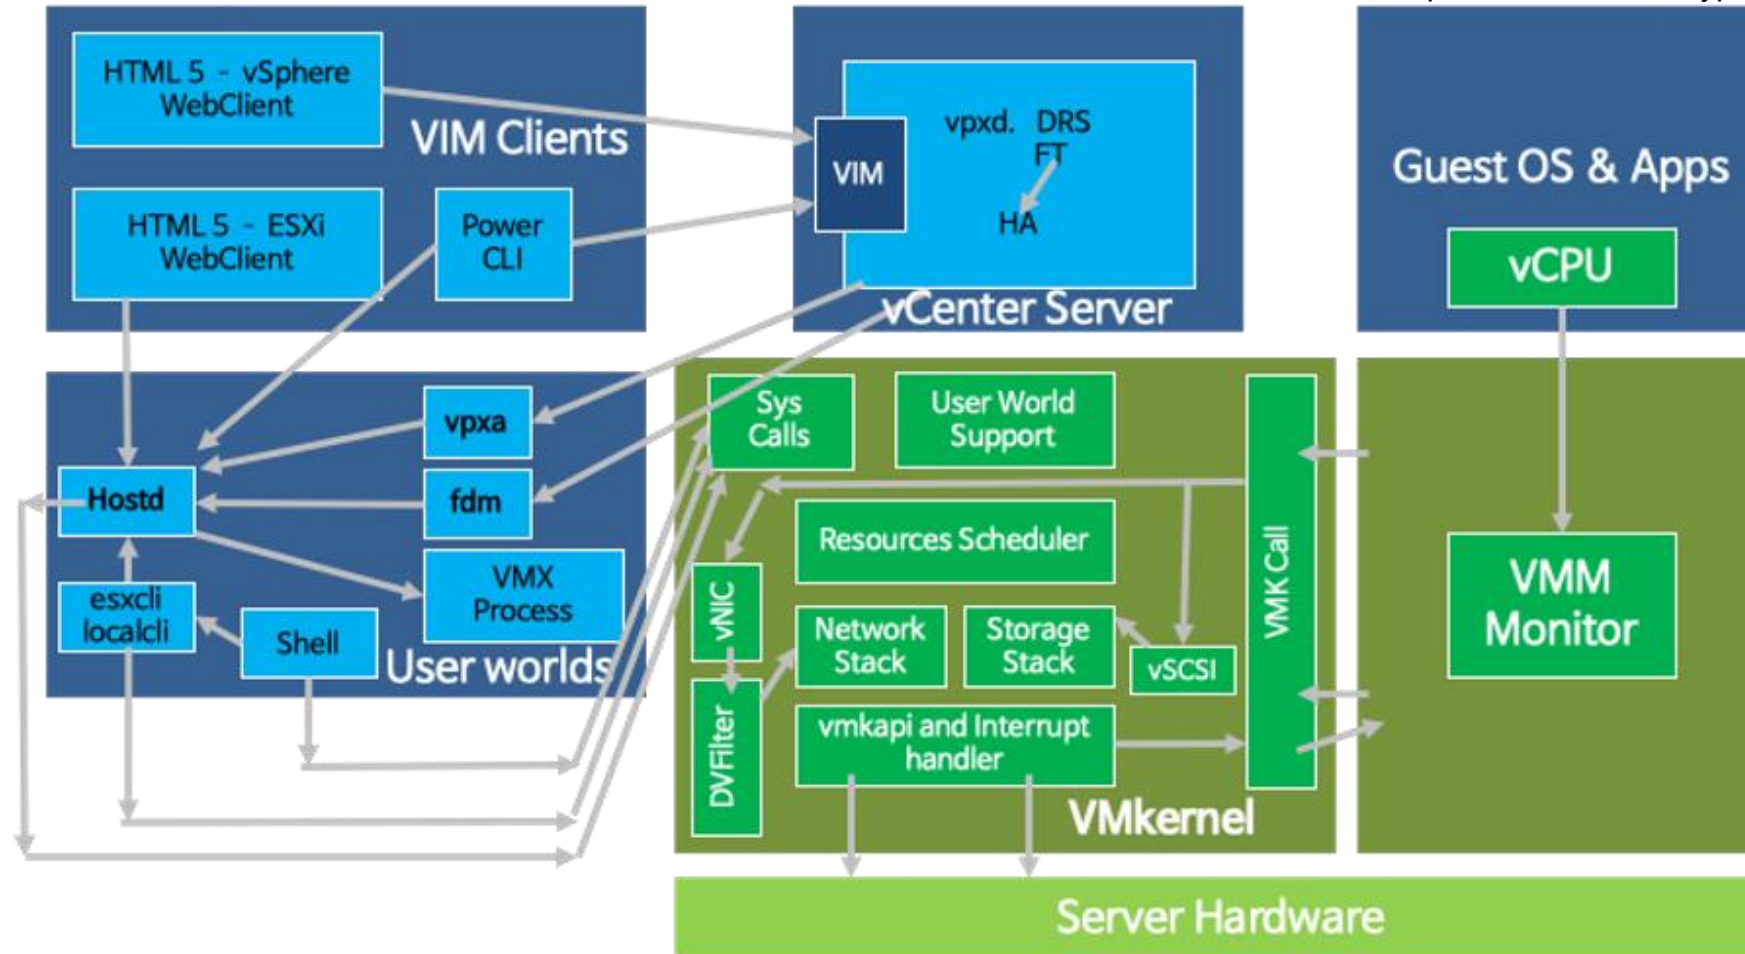 HTML 5 - vSphere
WebClient
VIM Clients
HTML 5 - ESXi
WebClient
Power
CLI
VIM
vpxd. DRS
FT
HA
vCenter Server
Guest OS & Apps
vCPU
vpxa
Hostd
fdm
VMX
Process
esxcli
localcli
Shell
User worlds
Sys
Calls
User World
Support
Resources Scheduler
VMK Call
vNIC
Network
Stack
Storage
Stack
vSCSI
DVFilter
vmkapi and Interrupt
handler
VMkernel
VMM
Monitor
Server Hardware